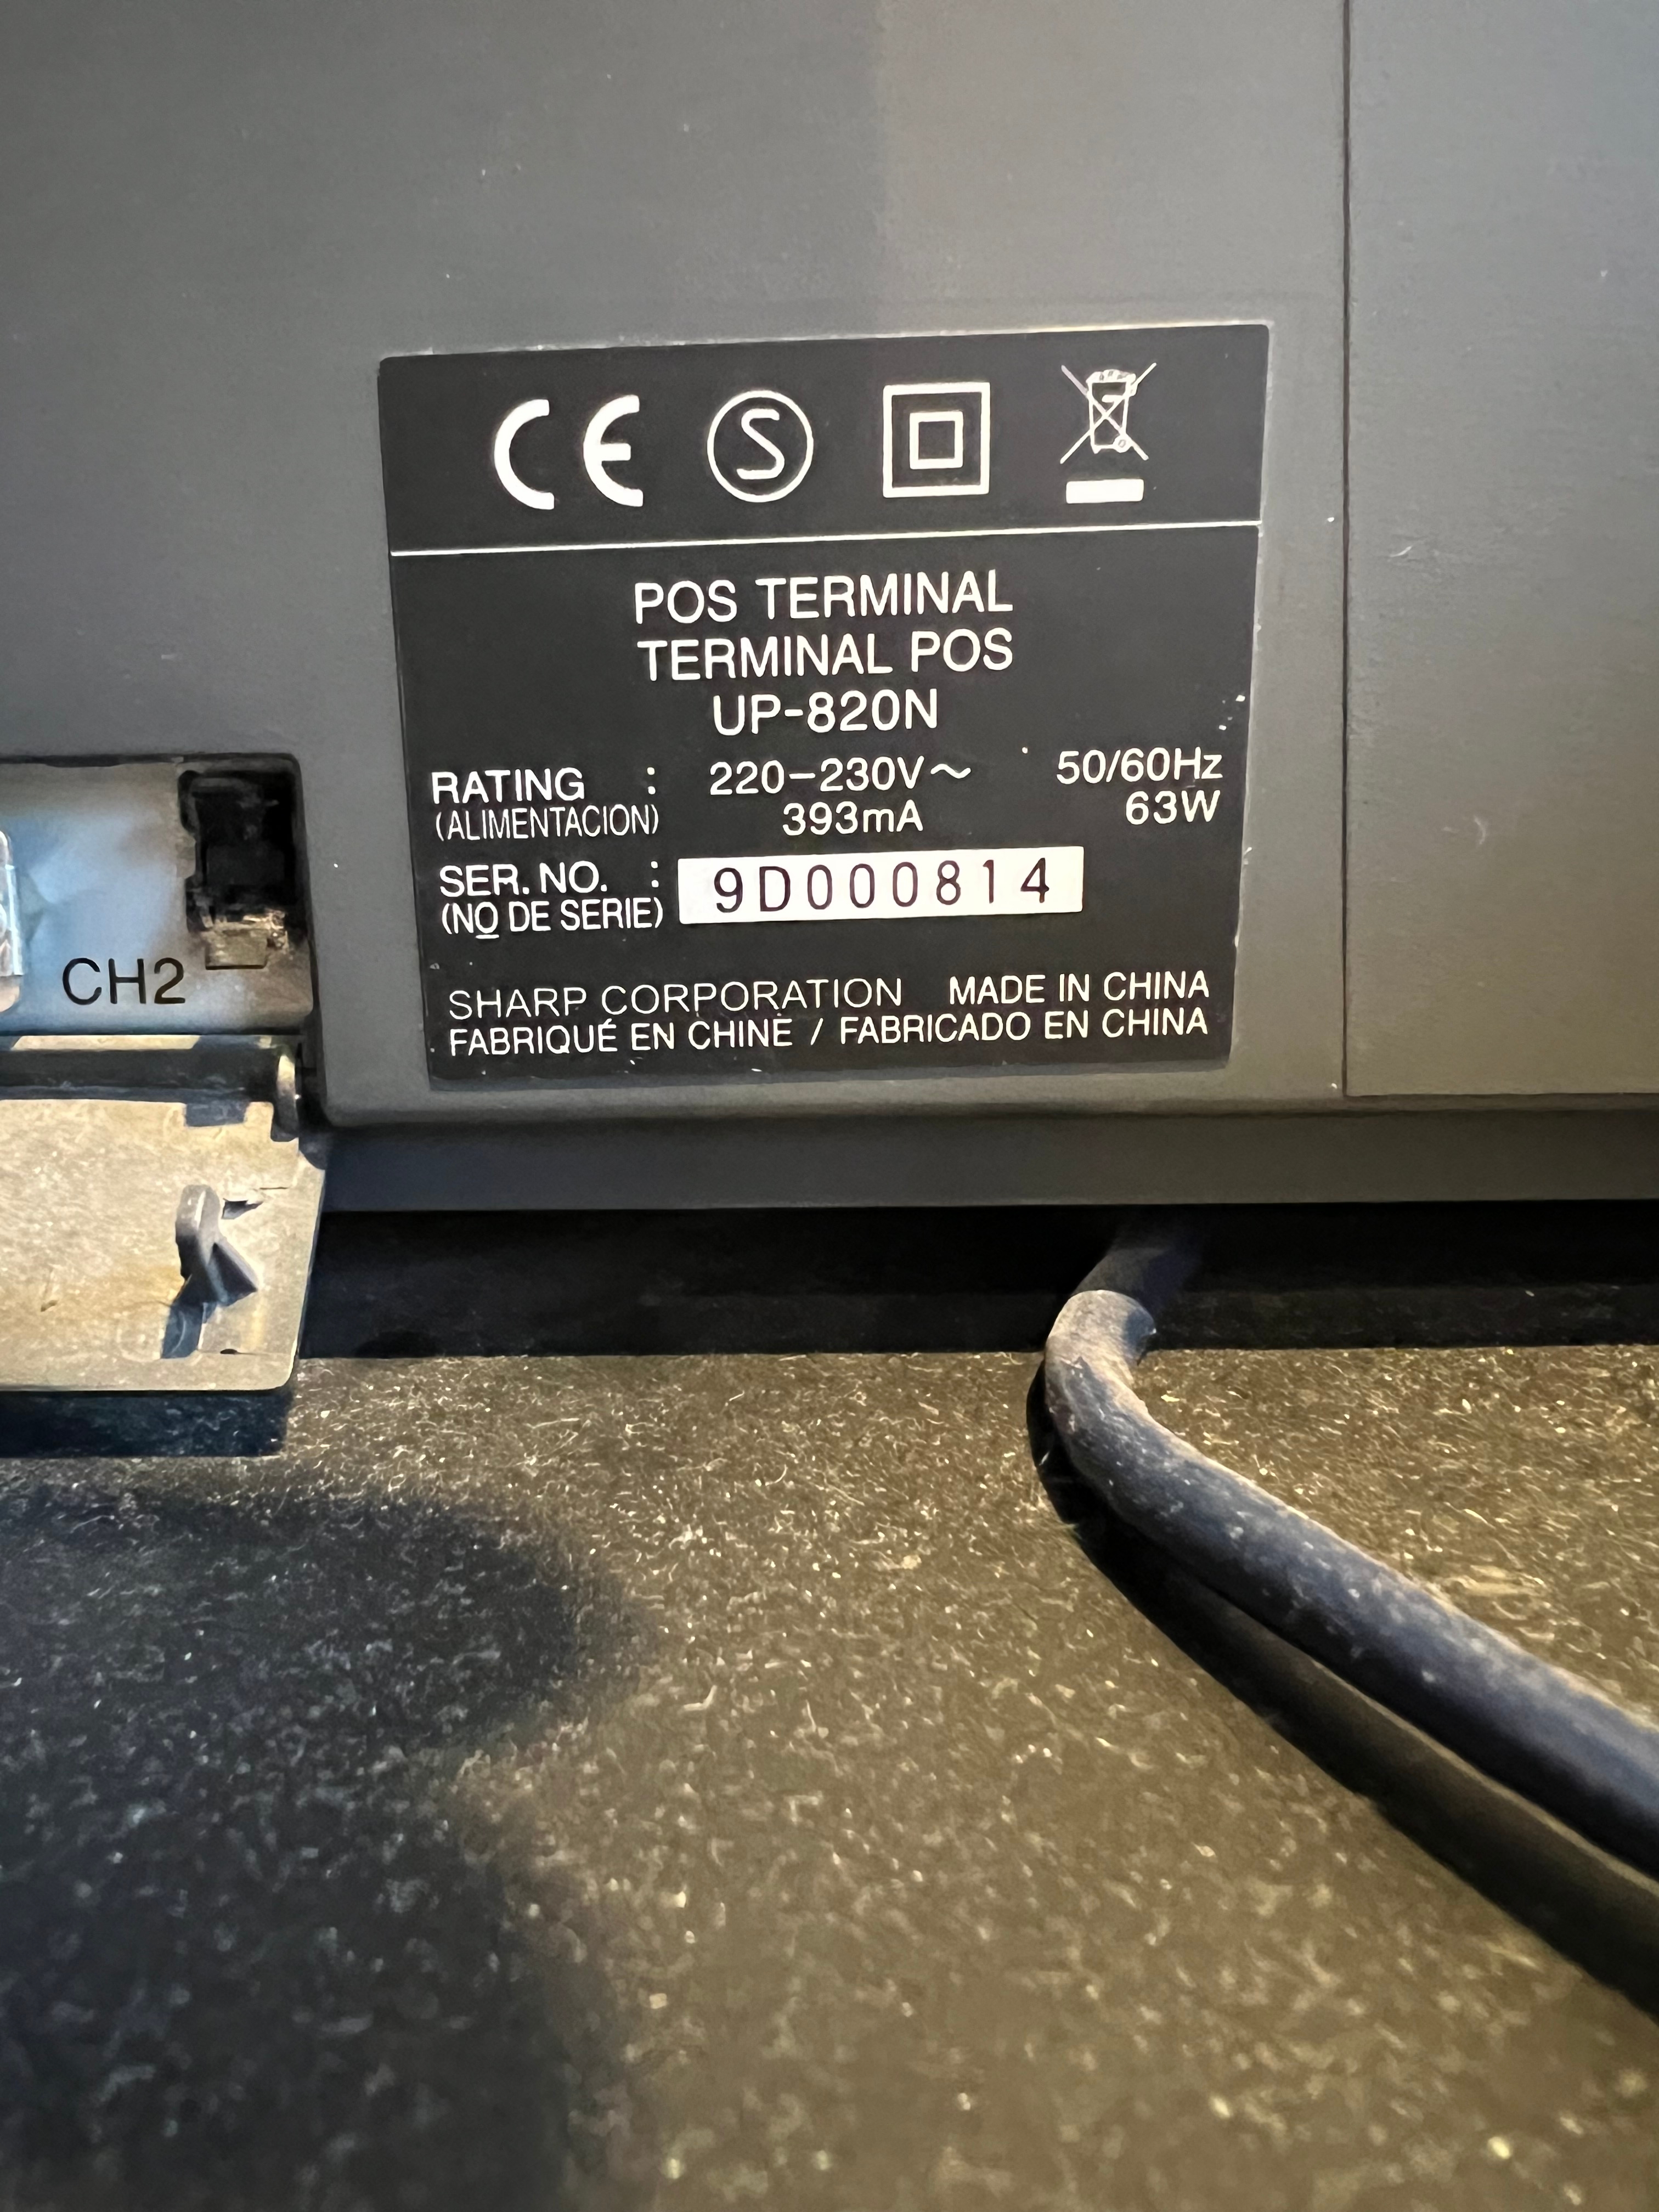 CE S
POS TERMINAL
TERMINAL POS
UP-820N
RATING : 220–230V~ 50/60Hz
(ALIMENTACION) 393mA 63W
SER. NO. : 9D000814
(NO DE SERIE)
SHARP CORPORATION MADE IN CHINA
FABRIQUÉ EN CHINE / FABRICADO EN CHINA
CH2